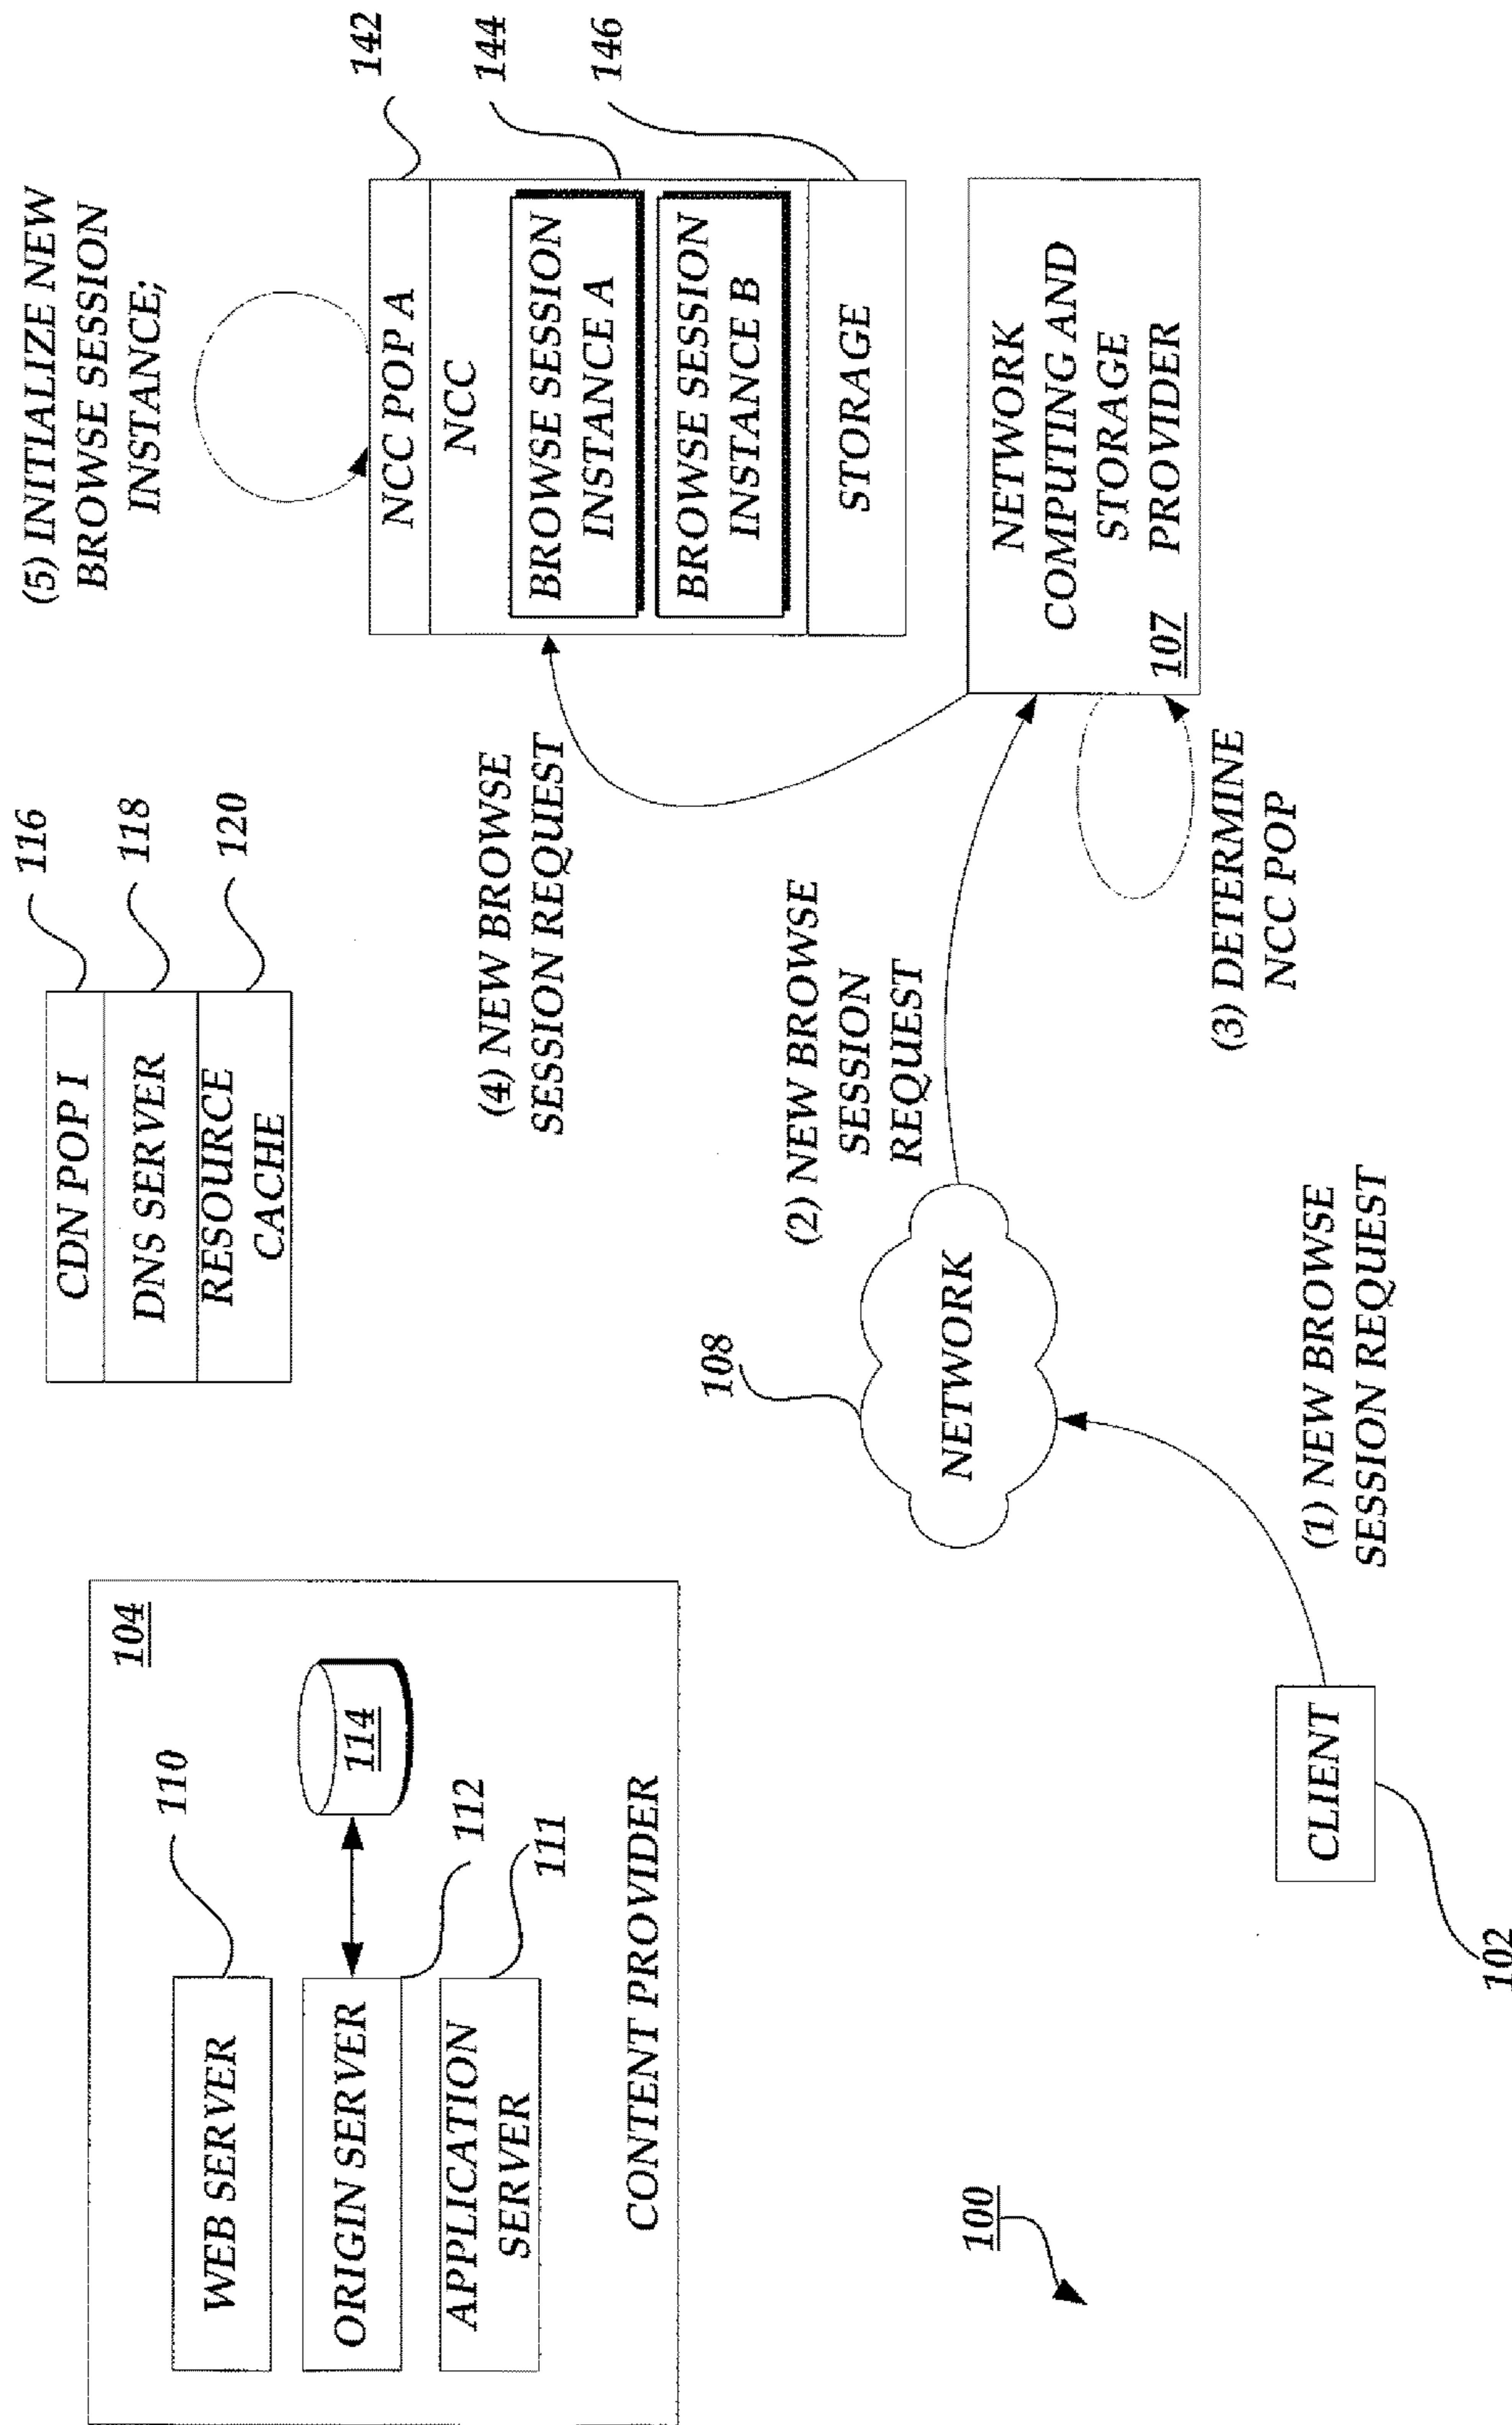 104
110
WEB SERVER
114
ORIGIN SERVER
112
APPLICATION
SERVER
111
CONTENT PROVIDER
116
CDN POP I
118
DNS SERVER
120
RESOURCE
CACHE
(5) INITIALIZE NEW
BROWSE SESSION
INSTANCE;
142
NCC POP A
144
NCC
BROWSE SESSION
INSTANCE A
BROWSE SESSION
INSTANCE B
146
STORAGE
(4) NEW BROWSE
SESSION REQUEST
108
NETWORK
(2) NEW BROWSE
SESSION
REQUEST
NETWORK
COMPUTING AND
STORAGE
107 PROVIDER
(3) DETERMINE
NCC POP
(1) NEW BROWSE
SESSION REQUEST
CLIENT
102
100